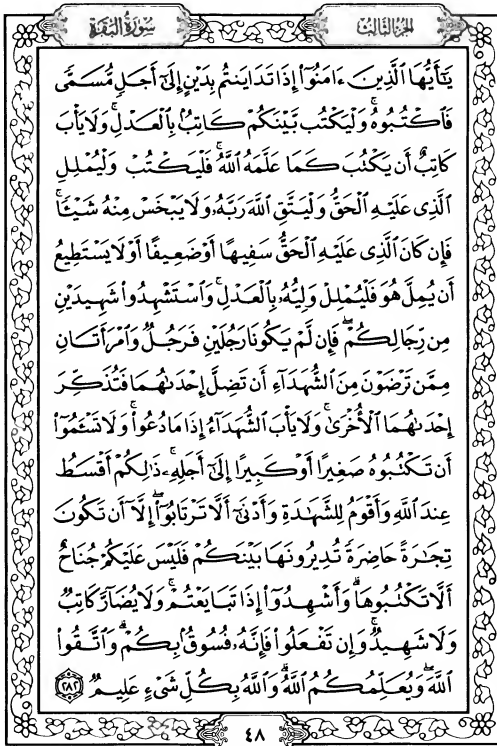 الجزء الثالث
سورة البقرة
يَـٰٓأَيُّهَا ٱلَّذِينَ ءَامَنُوٓا۟ إِذَا تَدَايَنتُم بِدَيْنٍ إِلَىٰٓ أَجَلٍ مُّسَمًّى
فَٱكْتُبُوهُ ۚ وَلْيَكْتُب بَّيْنَكُمْ كَاتِبٌۢ بِٱلْعَدْلِ ۚ وَلَا يَأْبَ
كَاتِبٌ أَن يَكْتُبَ كَمَا عَلَّمَهُ ٱللَّهُ ۚ فَلْيَكْتُبْ وَلْيُمْلِلِ
ٱلَّذِى عَلَيْهِ ٱلْحَقُّ وَلْيَتَّقِ ٱللَّهَ رَبَّهُۥ وَلَا يَبْخَسْ مِنْهُ شَيْـًٔا ۚ
فَإِن كَانَ ٱلَّذِى عَلَيْهِ ٱلْحَقُّ سَفِيهًا أَوْ ضَعِيفًا أَوْ لَا يَسْتَطِيعُ
أَن يُمِلَّ هُوَ فَلْيُمْلِلْ وَلِيُّهُۥ بِٱلْعَدْلِ ۚ وَٱسْتَشْهِدُوا۟ شَهِيدَيْنِ
مِن رِّجَالِكُمْ ۖ فَإِن لَّمْ يَكُونَا رَجُلَيْنِ فَرَجُلٌ وَٱمْرَأَتَانِ
مِمَّن تَرْضَوْنَ مِنَ ٱلشُّهَدَآءِ أَن تَضِلَّ إِحْدَىٰهُمَا فَتُذَكِّرَ
إِحْدَىٰهُمَا ٱلْأُخْرَىٰ ۚ وَلَا يَأْبَ ٱلشُّهَدَآءُ إِذَا مَا دُعُوا۟ ۚ وَلَا تَسْـَٔمُوٓا۟
أَن تَكْتُبُوهُ صَغِيرًا أَوْ كَبِيرًا إِلَىٰٓ أَجَلِهِۦ ۚ ذَٰلِكُمْ أَقْسَطُ
عِندَ ٱللَّهِ وَأَقْوَمُ لِلشَّهَـٰدَةِ وَأَدْنَىٰٓ أَلَّا تَرْتَابُوٓا۟ ۖ إِلَّآ أَن تَكُونَ
تِجَـٰرَةً حَاضِرَةً تُدِيرُونَهَا بَيْنَكُمْ فَلَيْسَ عَلَيْكُمْ جُنَاحٌ
أَلَّا تَكْتُبُوهَا ۗ وَأَشْهِدُوٓا۟ إِذَا تَبَايَعْتُمْ ۚ وَلَا يُضَآرَّ كَاتِبٌ
وَلَا شَهِيدٌ ۚ وَإِن تَفْعَلُوا۟ فَإِنَّهُۥ فُسُوقٌۢ بِكُمْ ۗ وَٱتَّقُوا۟
ٱللَّهَ ۖ وَيُعَلِّمُكُمُ ٱللَّهُ ۗ وَٱللَّهُ بِكُلِّ شَىْءٍ عَلِيمٌ ٢٨٢
٤٨